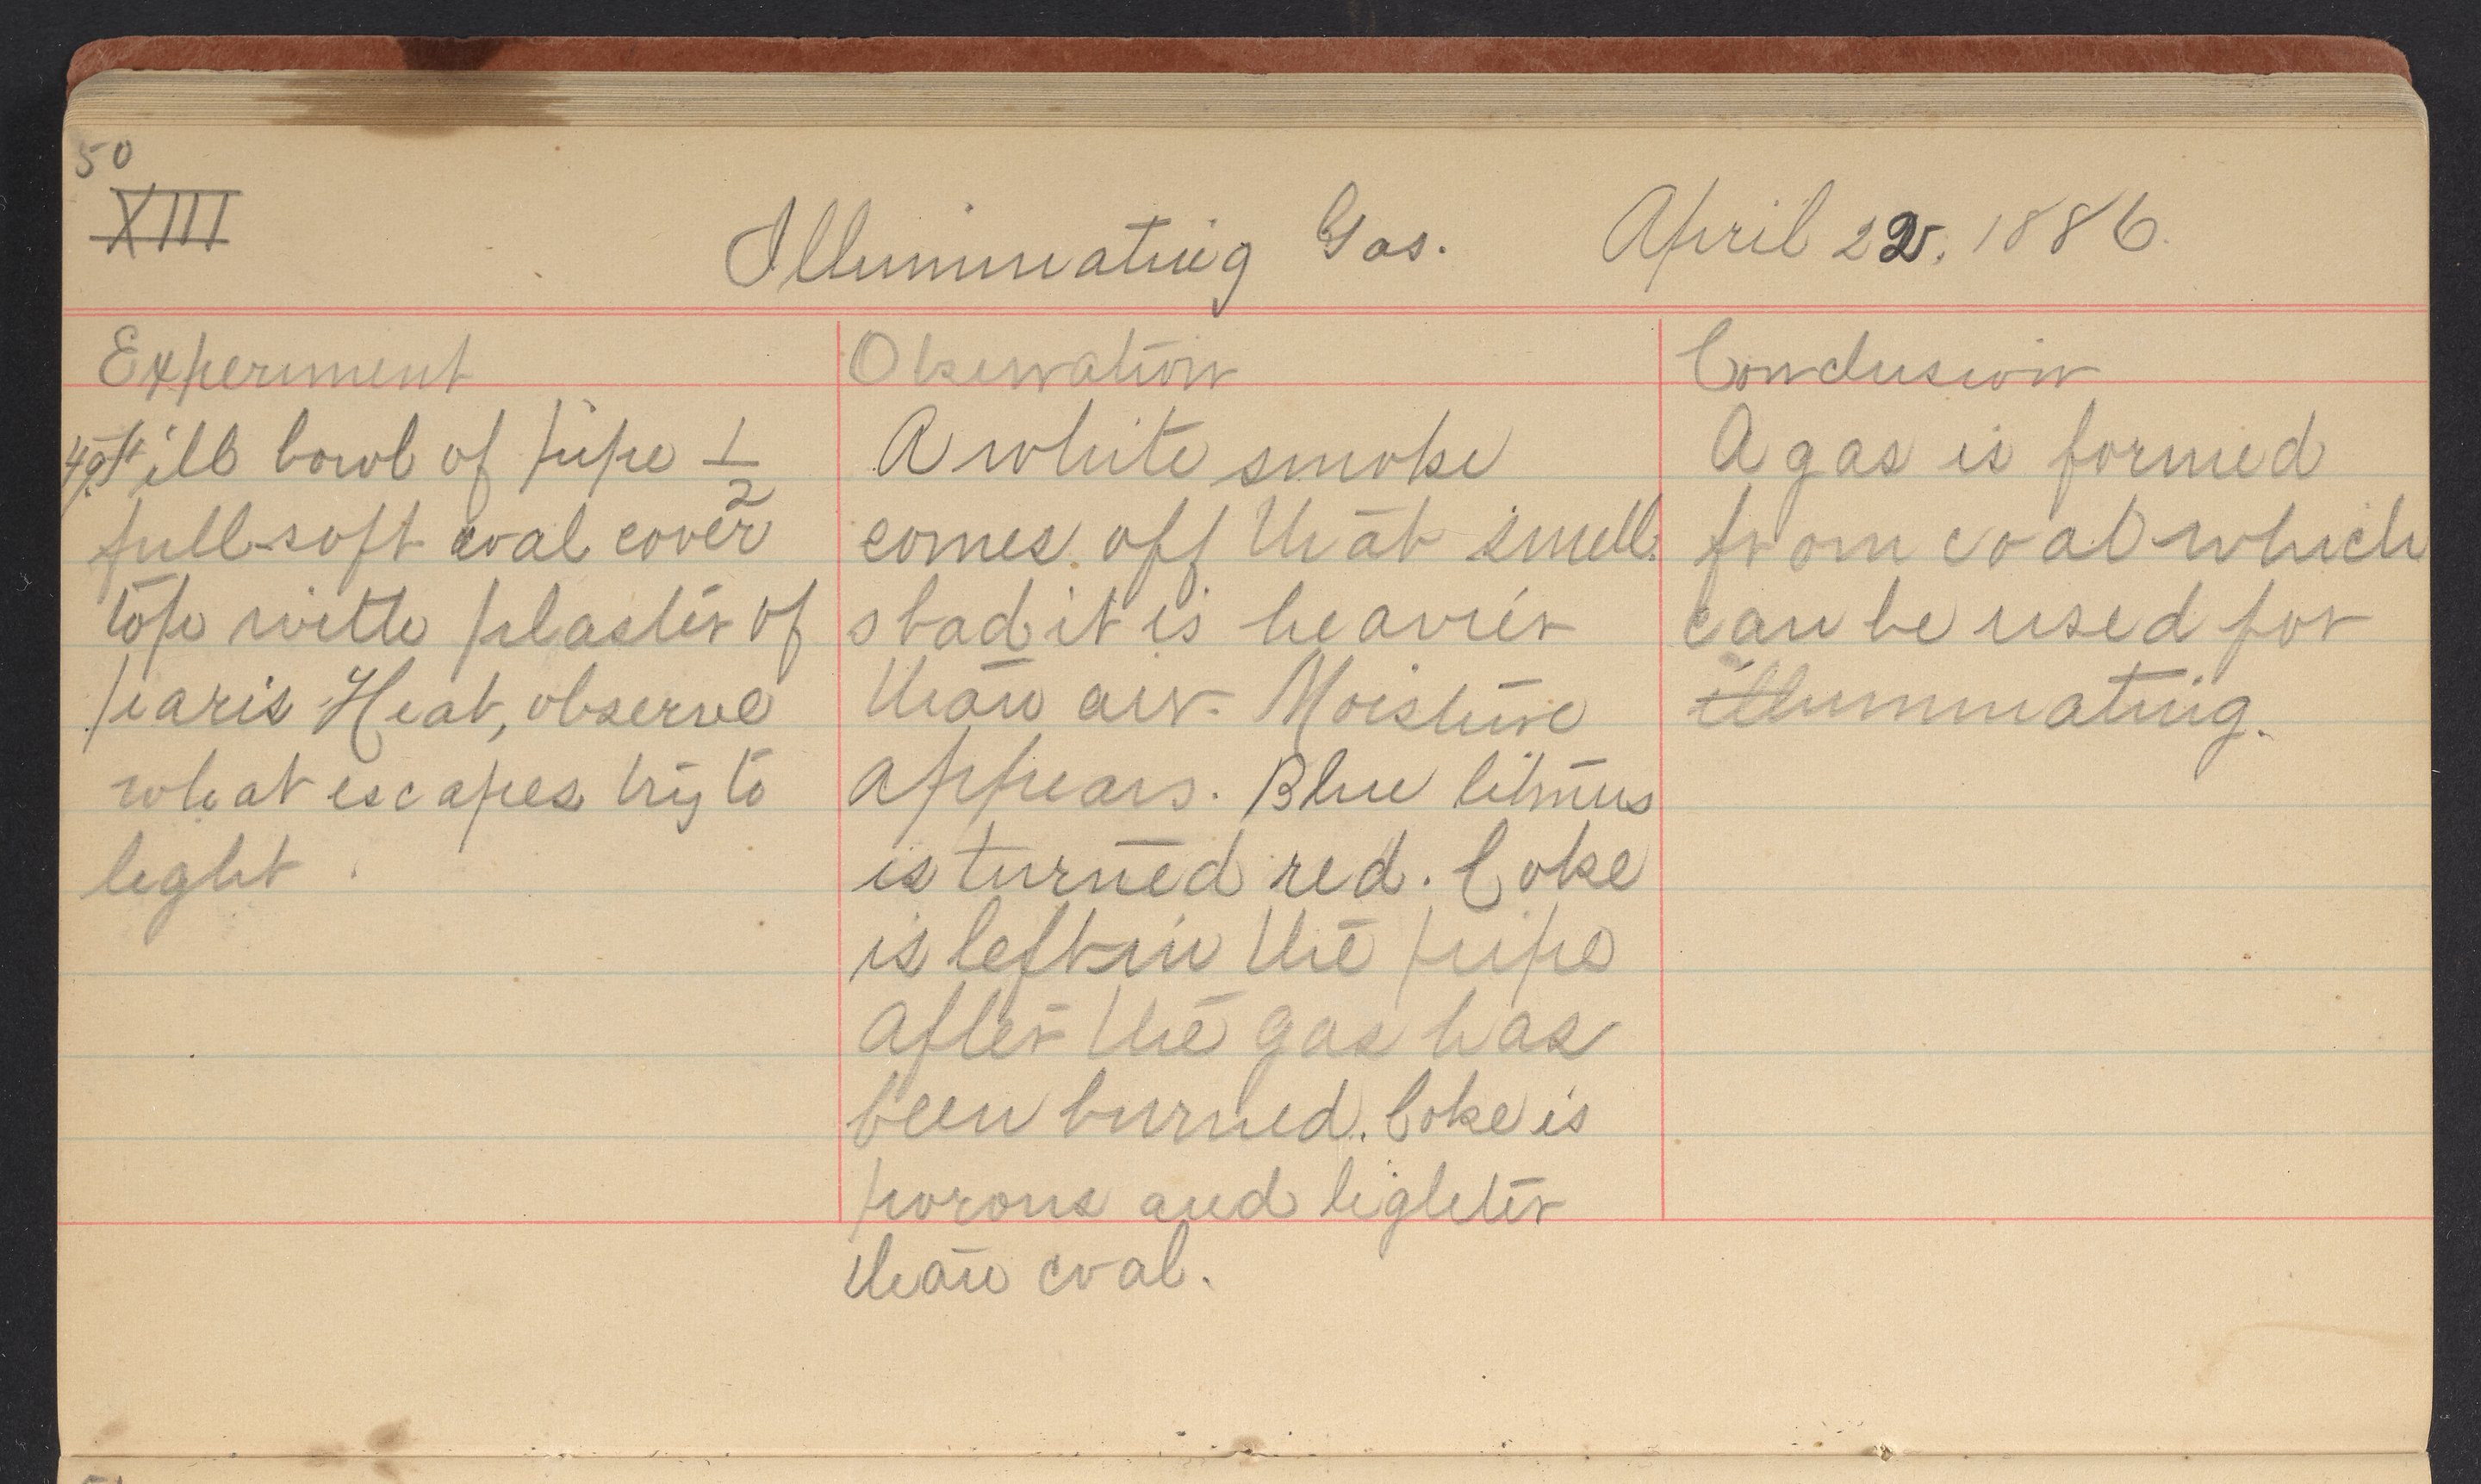 50
XIII
Illuminating Gas. April 22, 1886.
Experiment
49. Fill bowl of pipe 1/2
full soft coal cover
top with plaster of
paris Heat, observe
what escapes try to
light.
Observation
A white smoke
comes off that smell
s bad it is heavier
than air. Moisture
appears. Blue litmus
is turned red. Coke
is left in the pipe
after the gas has
been burned. Coke is
porous and lighter
than coal.
Conclusion
A gas is formed
from coal which
can be used for
illuminating.